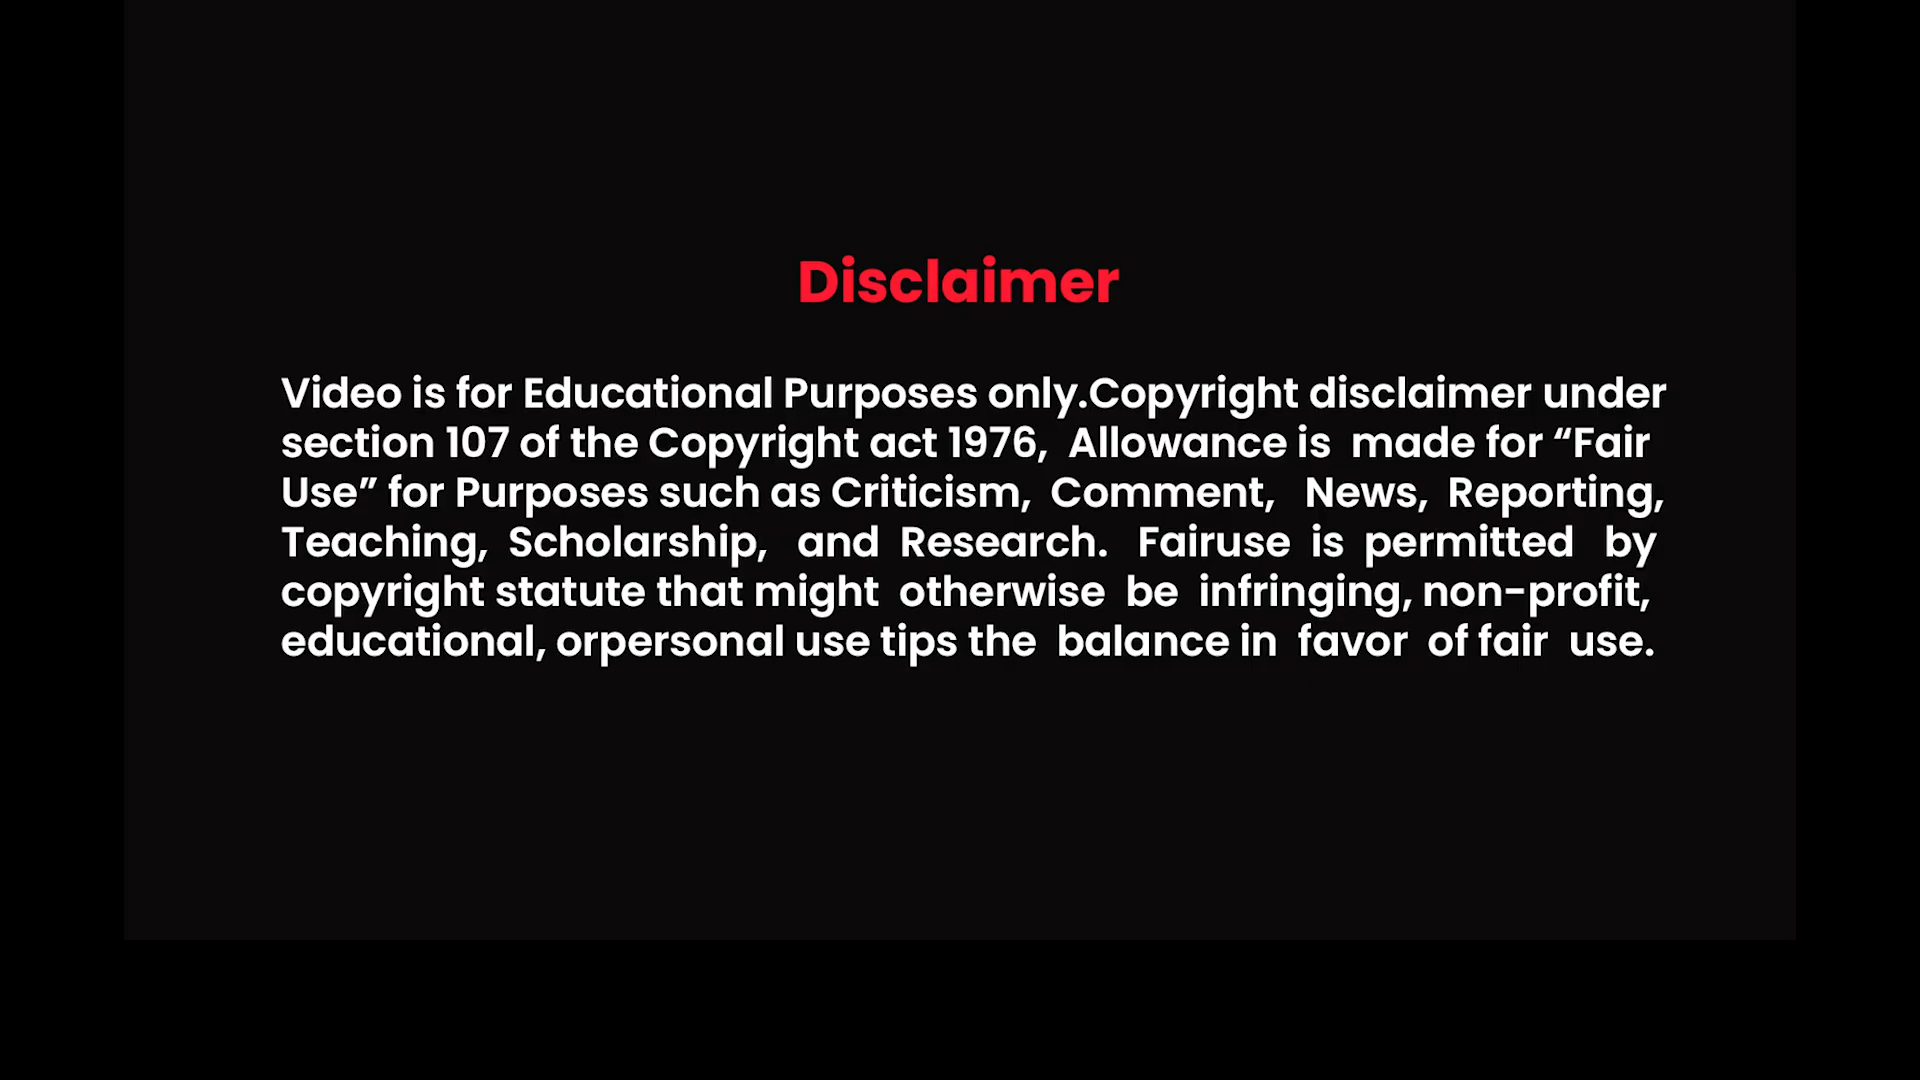 Disclaimer
Video is for Educational Purposes only.Copyright disclaimer under
section 107 of the Copyright act 1976, Allowance is made for “Fair
Use” for Purposes such as Criticism, Comment, News, Reporting,
Teaching, Scholarship, and Research. Fairuse is permitted by
copyright statute that might otherwise be infringing, non-profit,
educational, orpersonal use tips the balance in favor of fair use.